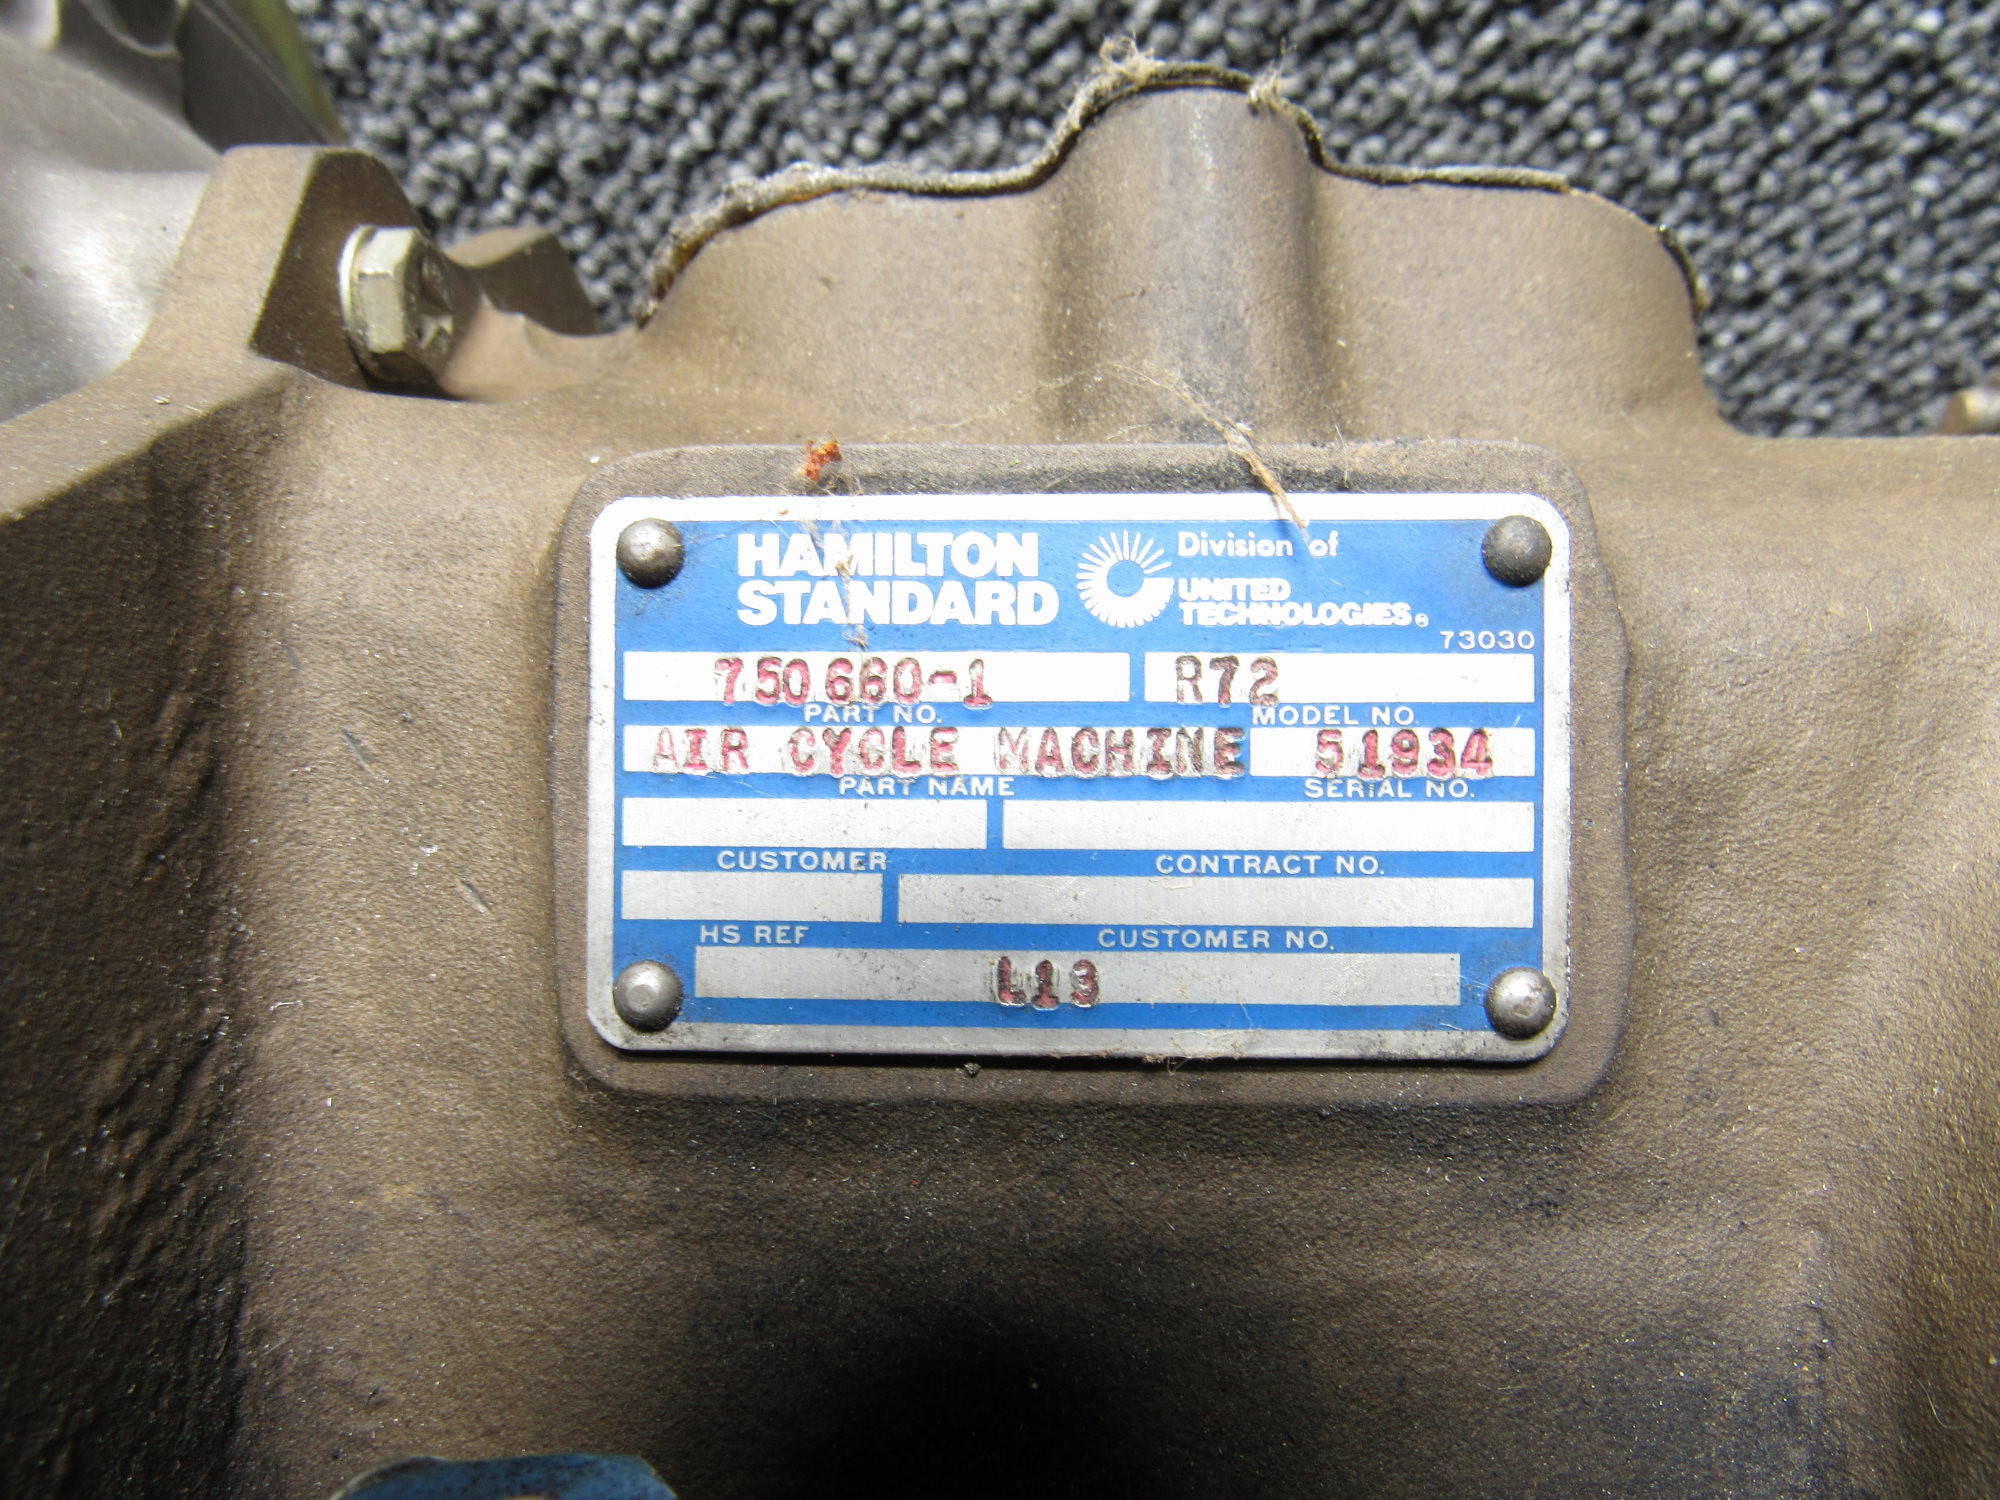 HAMILTON
STANDARD
Division of
UNITED
TECHNOLOGIES®
73030
750660-1 R72
PART NO. MODEL NO.
AIR CYCLE MACHINE 51934
PART NAME SERIAL NO.
CUSTOMER CONTRACT NO.
HS REF CUSTOMER NO.
L13